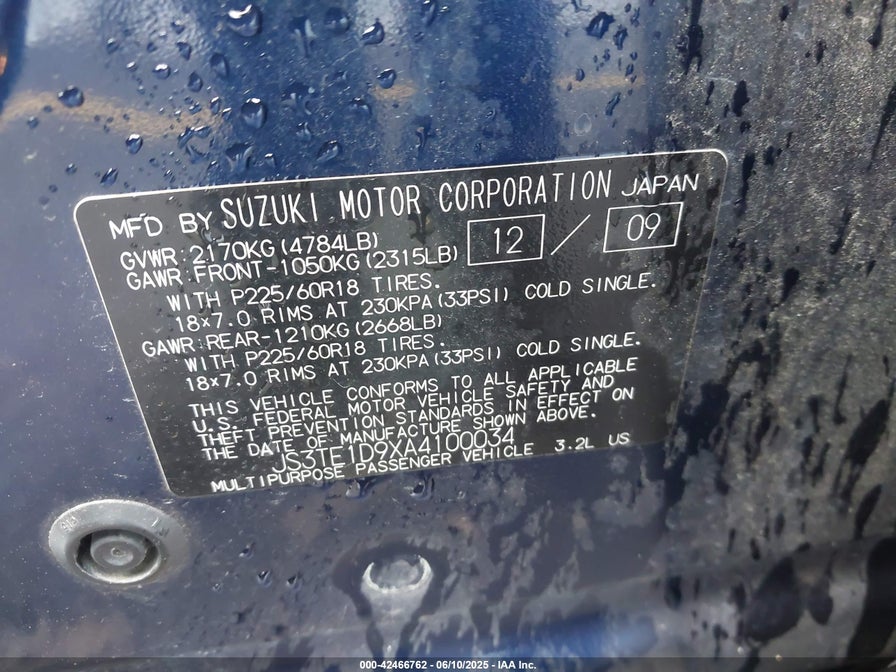 MFD BY SUZUKI MOTOR CORPORATION JAPAN
GVWR: 2170KG (4784LB)
12 / 09
GAWR: FRONT-1050KG (2315LB)
WITH P225/60R18 TIRES.
18×7.0 RIMS AT 230KPA (33PSI) COLD SINGLE.
GAWR: REAR-1210KG (2668LB)
WITH P225/60R18 TIRES.
18×7.0 RIMS AT 230KPA (33PSI) COLD SINGLE.
THIS VEHICLE CONFORMS TO ALL APPLICABLE
U.S. FEDERAL MOTOR VEHICLE SAFETY AND
THEFT PREVENTION STANDARDS IN EFFECT ON
THE DATE OF MANUFACTURE SHOWN ABOVE.
JS3TE1D9XA4100034
MULTIPURPOSE PASSENGER VEHICLE 3.2L US
000-42466762 - 06/10/2025 - IAA Inc.